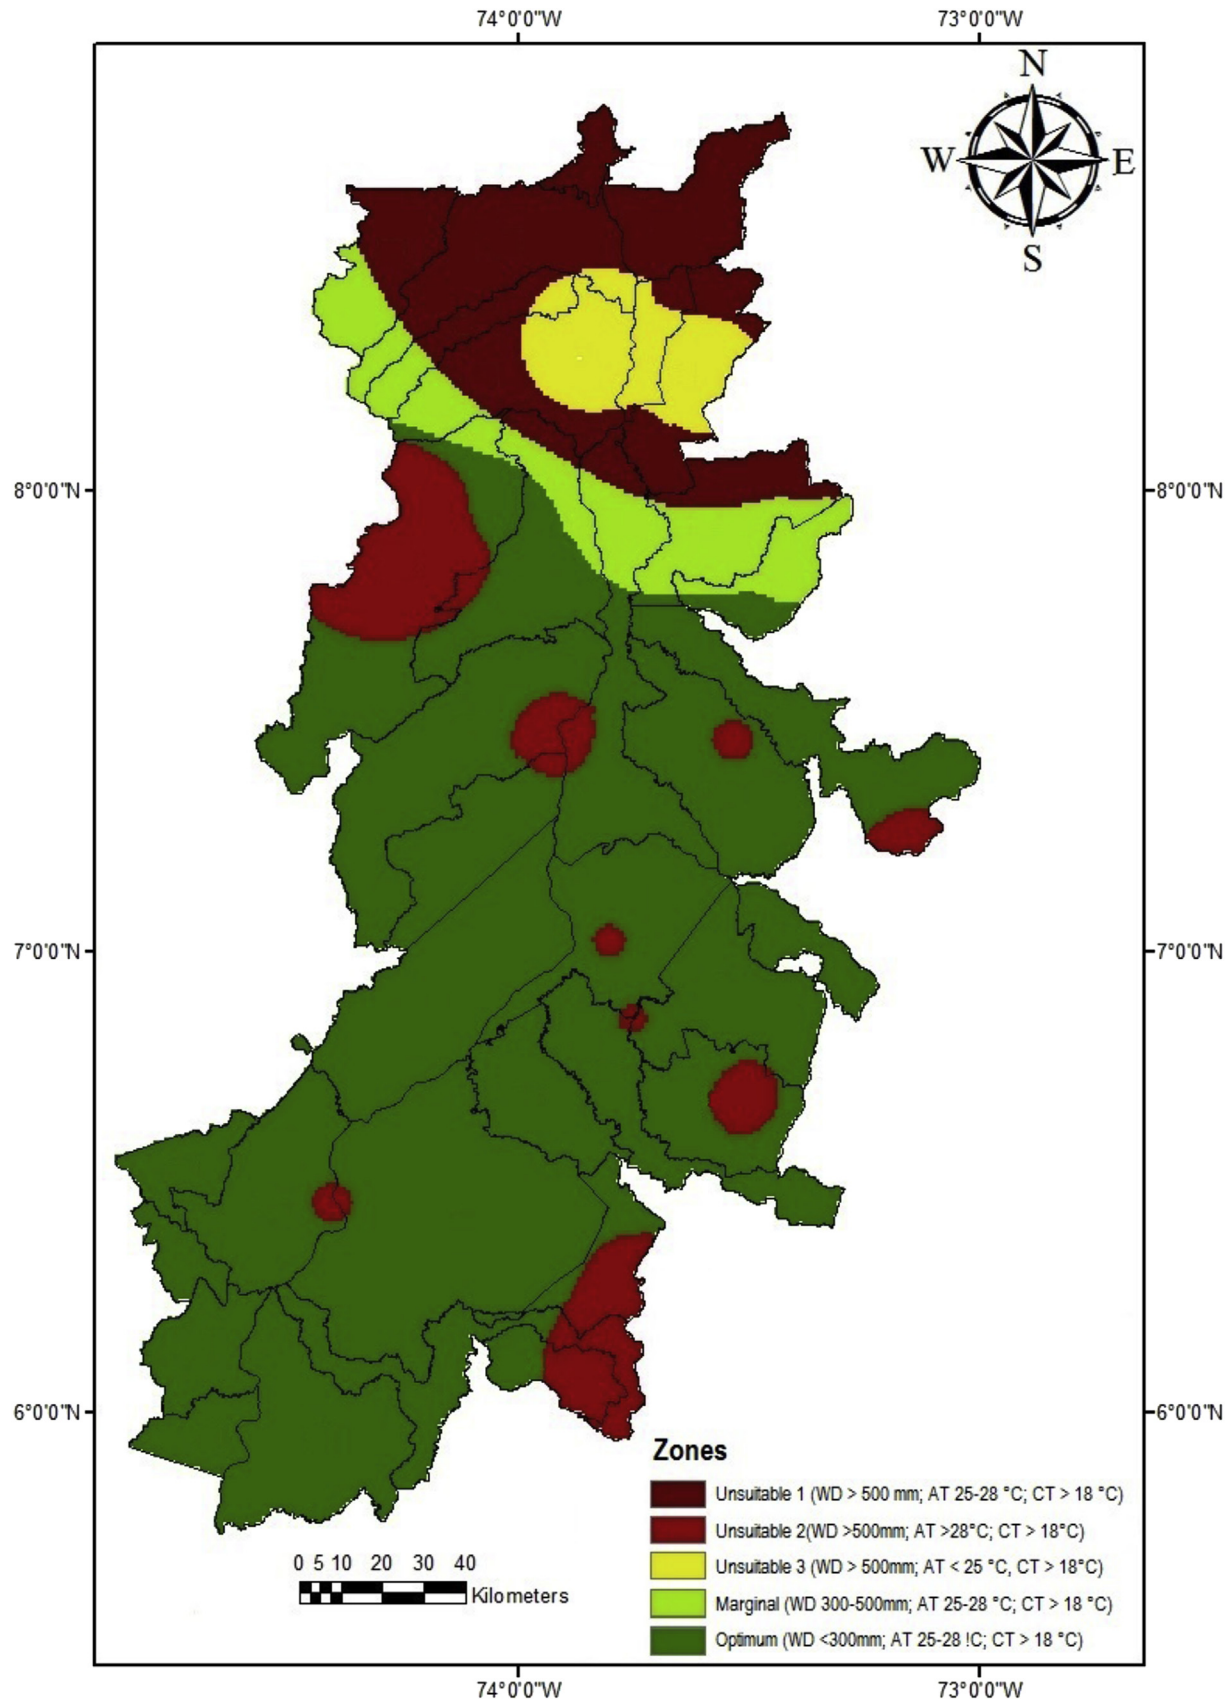 74°0'0"W 73°0'0"W
N
W E
S
8°0'0"N 8°0'0"N
7°0'0"N 7°0'0"N
6°0'0"N 6°0'0"N
Zones
Unsuitable 1 (WD > 500 mm; AT 25-28 °C; CT > 18 °C)
Unsuitable 2(WD >500mm; AT >28°C; CT > 18°C)
Unsuitable 3 (WD > 500mm; AT < 25 °C, CT > 18°C)
Marginal (WD 300-500mm; AT 25-28 °C; CT > 18 °C)
Optimum (WD <300mm; AT 25-28 !C; CT > 18 °C)
0 5 10 20 30 40
Kilometers
74°0'0"W 73°0'0"W